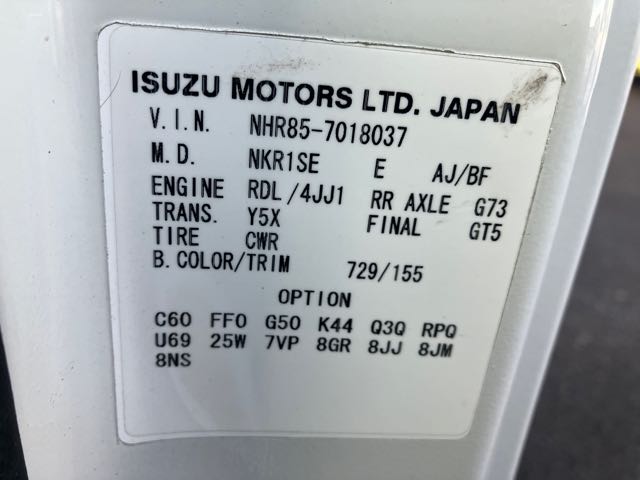 ISUZU MOTORS LTD. JAPAN
V.I.N. NHR85-7018037
M.D. NKR1SE E AJ/BF
ENGINE RDL/4JJ1 RR AXLE G73
TRANS. Y5X FINAL GT5
TIRE CWR
B.COLOR/TRIM 729/155
OPTION
C60 FF0 G50 K44 Q3Q RPQ
U69 25W 7VP 8GR 8JJ 8JM
8NS